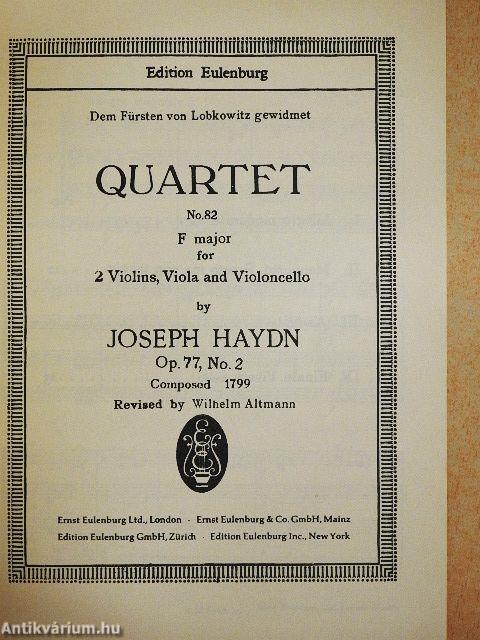 Edition Eulenburg
Dem Fürsten von Lobkowitz gewidmet
QUARTET
No.82
F major
for
2 Violins, Viola and Violoncello
by
JOSEPH HAYDN
Op. 77, No. 2
Composed 1799
Revised by Wilhelm Altmann
Ernst Eulenburg Ltd., London · Ernst Eulenburg & Co. GmbH, Mainz
Edition Eulenburg GmbH, Zürich · Edition Eulenburg Inc., New York
Antikvárium.hu